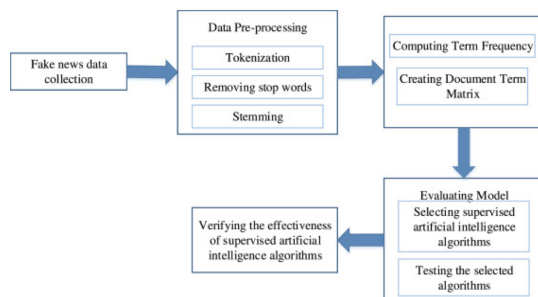 Fake news data
collection
Data Pre-processing
Tokenization
Removing stop words
Stemming
Computing Term Frequency
Creating Document Term
Matrix
Evaluating Model
Selecting supervised
artificial intelligence
algorithms
Testing the selected
algorithms
Verifying the effectiveness
of supervised artificial
intelligence algorithms